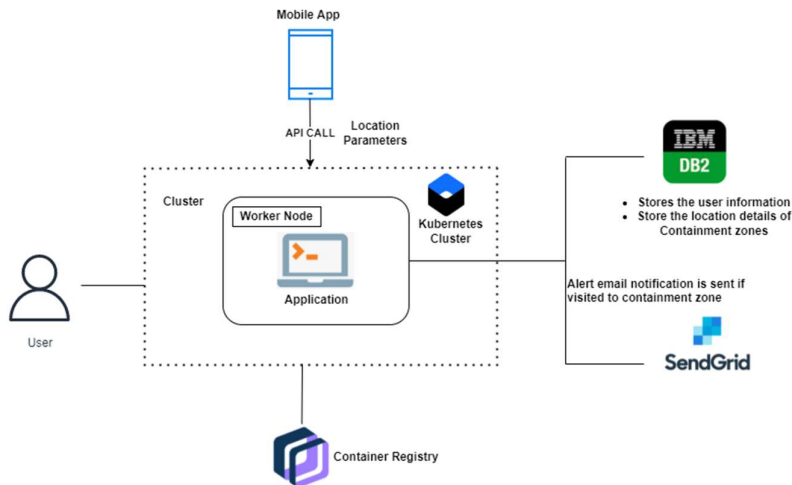 Mobile App
API CALL
Location
Parameters
Cluster
Worker Node
Kubernetes
Cluster
Application
User
IBM
DB2
• Stores the user information
• Store the location details of
Containment zones
Alert email notification is sent if
visited to containment zone
SendGrid
Container Registry